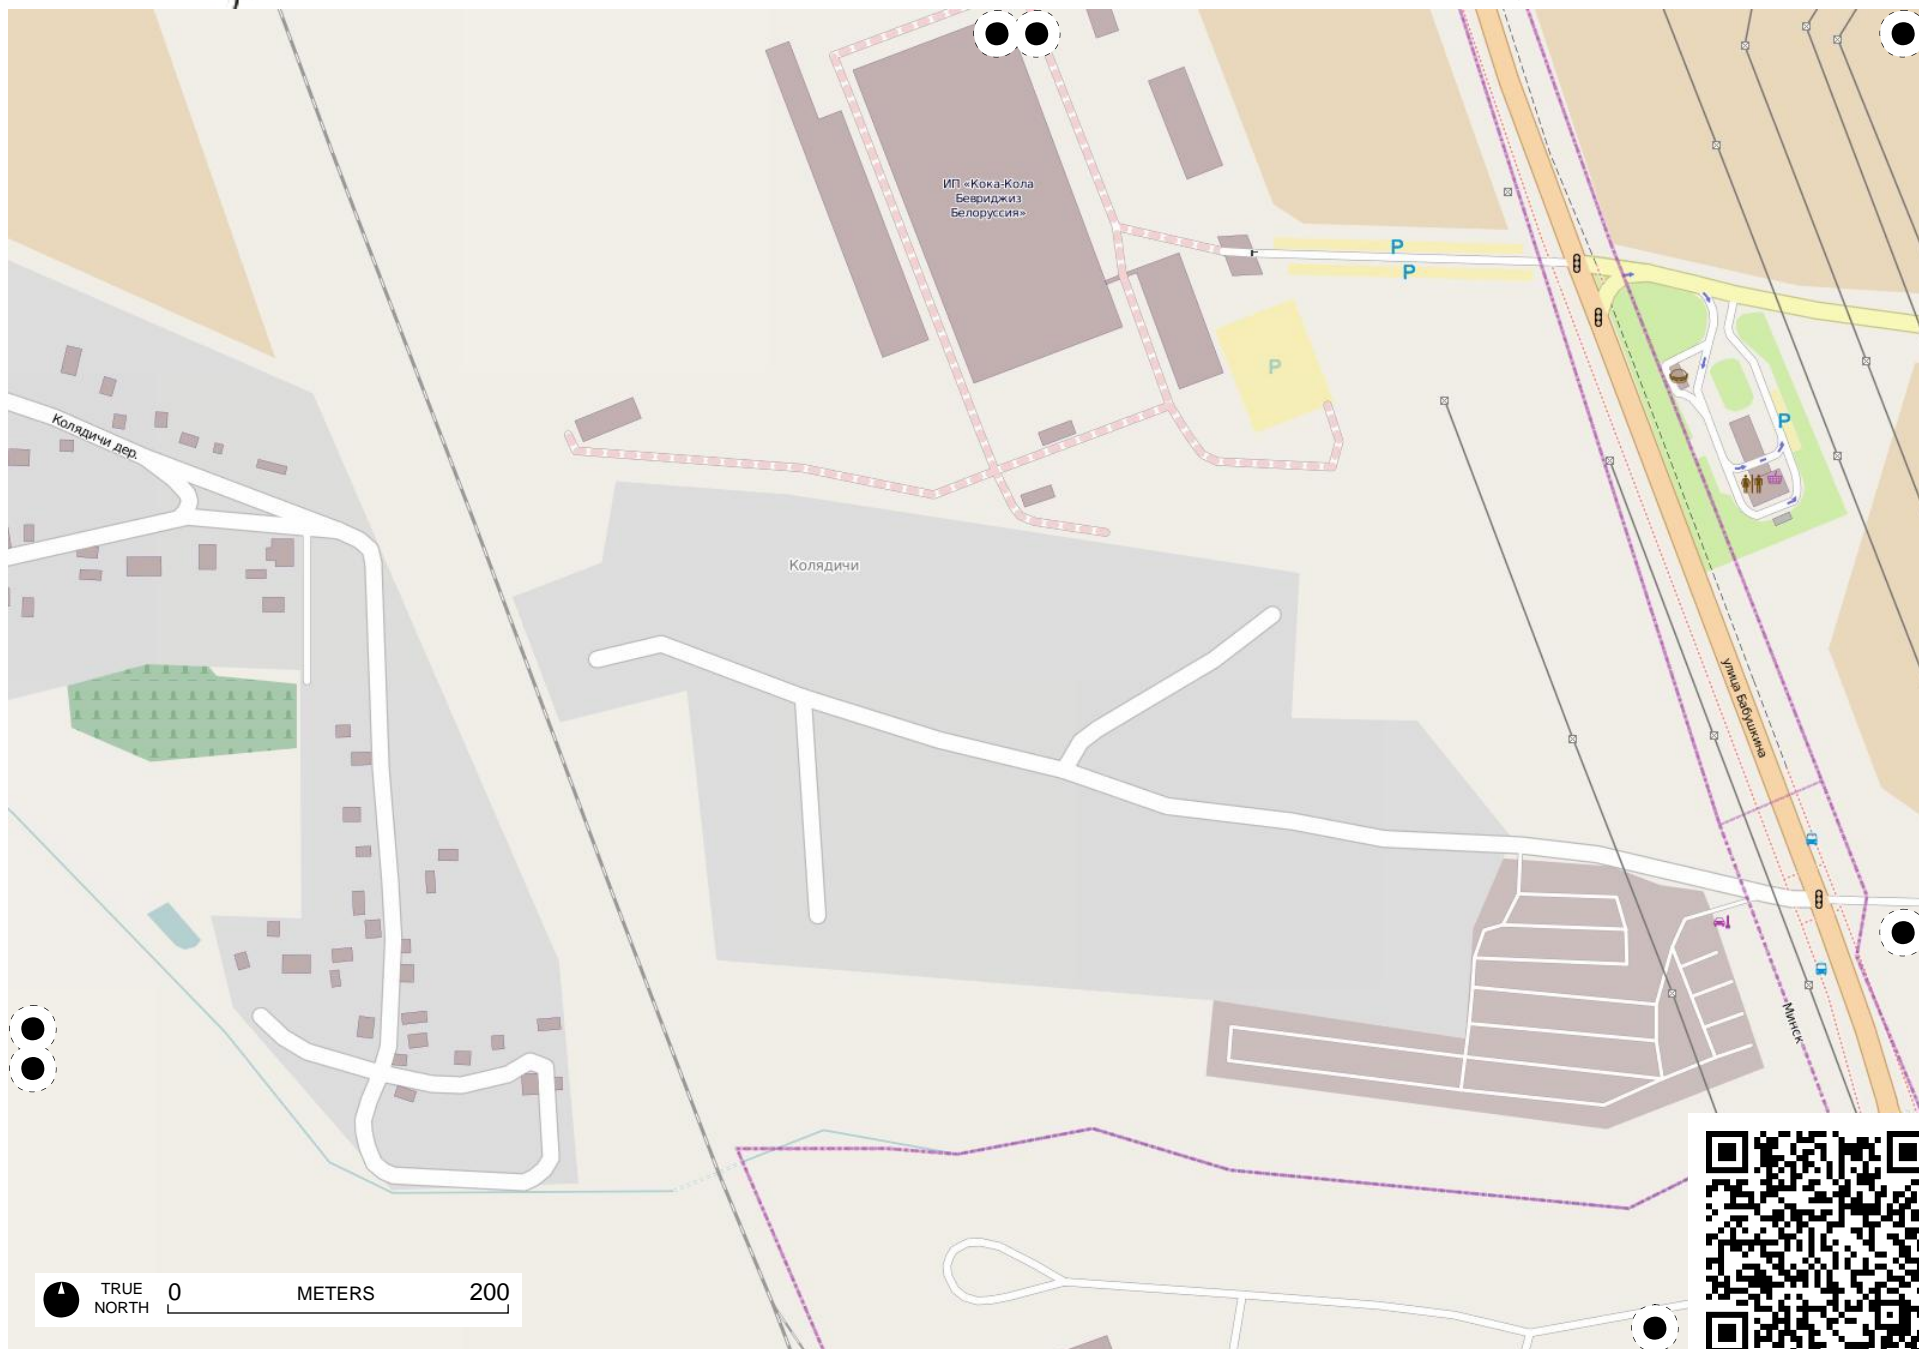 ИП «Кока-Кола
Бевриджиз
Белоруссия»
P
P
P
P
Колядичи дер.
Колядичи
улица Бабушкина
Минск
TRUE
NORTH
0 METERS 200